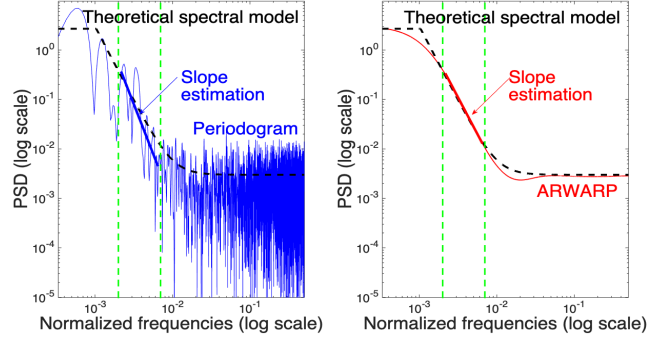 Theoretical spectral model
10^0
Slope
estimation
10^-1
Periodogram
10^-2
10^-3
10^-4
10^-5
10^-3
10^-2
10^-1
PSD (log scale)
Normalized frequencies (log scale)
Theoretical spectral model
10^0
Slope
estimation
10^-1
10^-2
ARWARP
10^-3
10^-4
10^-5
10^-3
10^-2
10^-1
PSD (log scale)
Normalized frequencies (log scale)